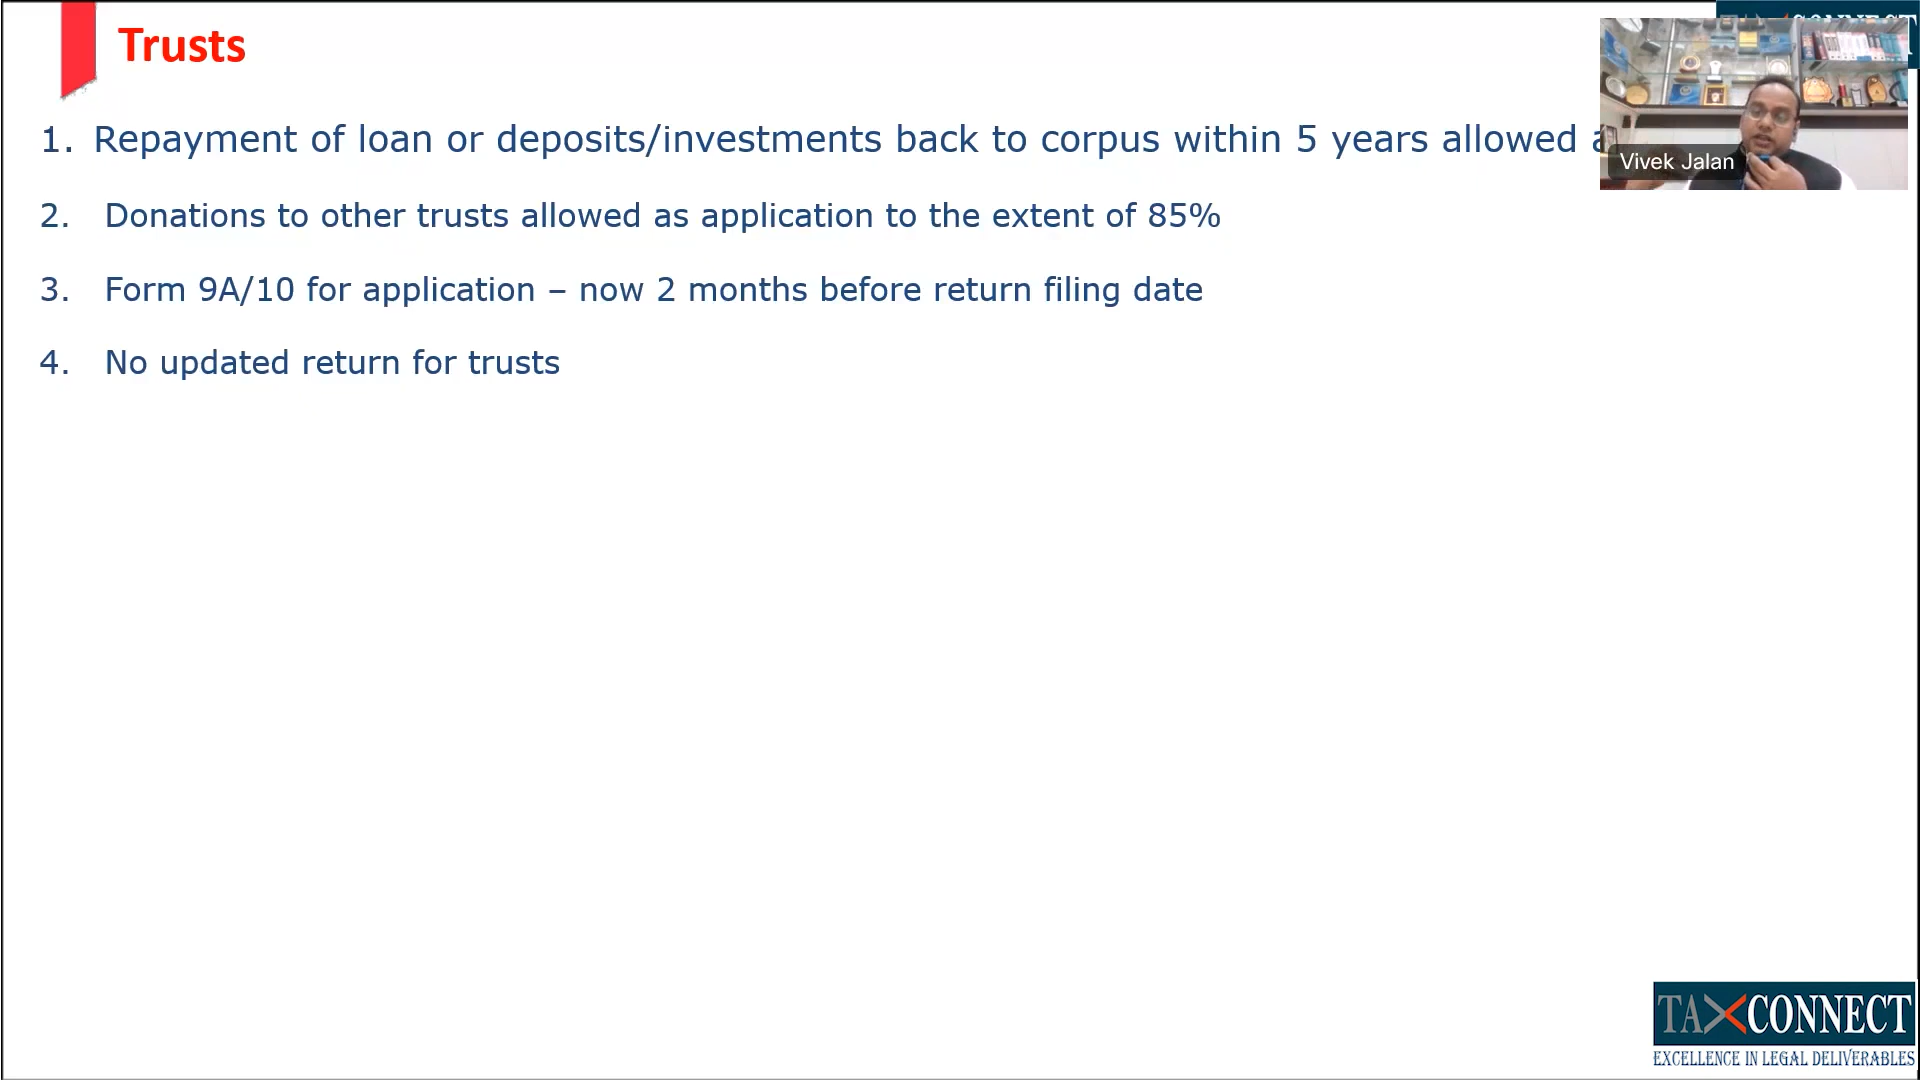 Trusts
1. Repayment of loan or deposits/investments back to corpus within 5 years allowed
Vivek Jalan
2. Donations to other trusts allowed as application to the extent of 85%
3. Form 9A/10 for application – now 2 months before return filing date
4. No updated return for trusts
TAXCONNECT
EXCELLENCE IN LEGAL DELIVERABLES